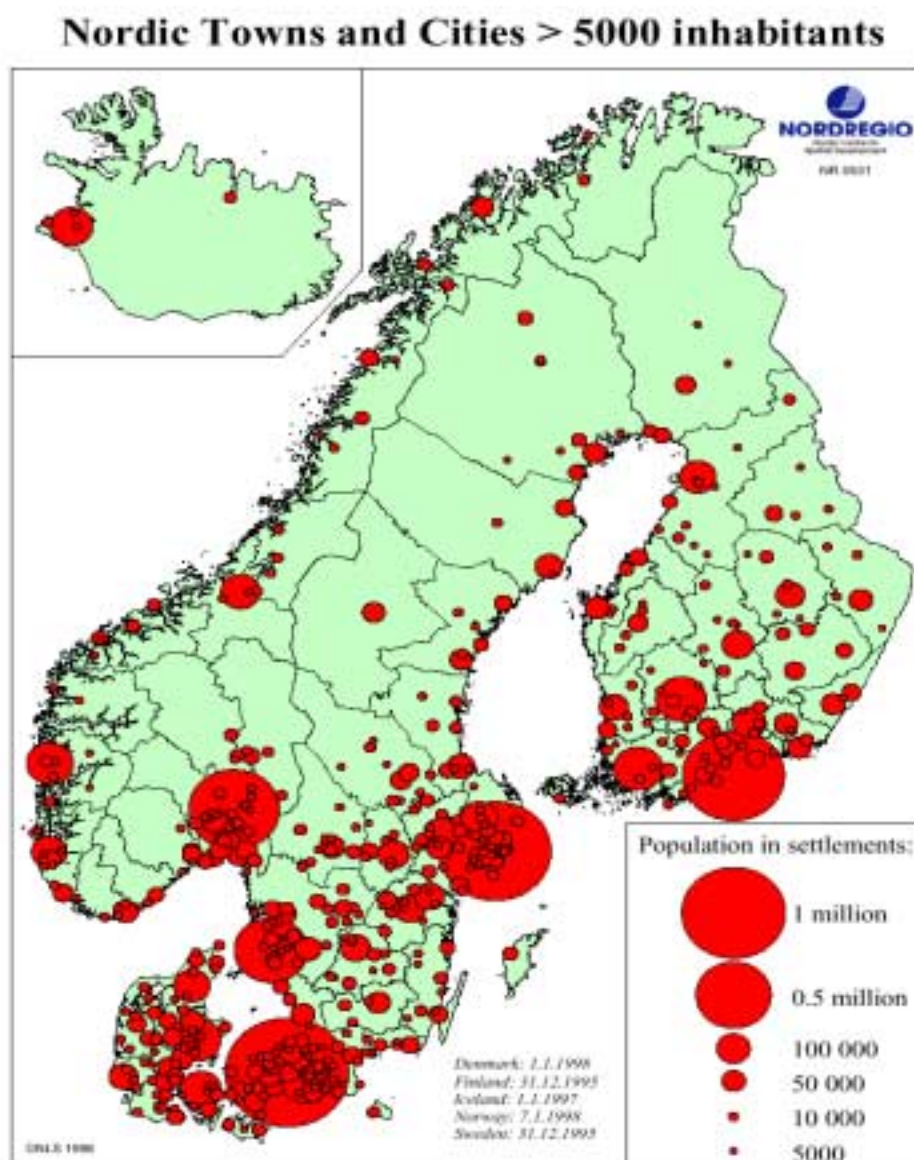 Nordic Towns and Cities > 5000 inhabitants
NORDREGIO
Population in settlements:
1 million
0.5 million
100 000
50 000
10 000
5000
Denmark: 1.1.1998
Finland: 31.12.1995
Iceland: 1.1.1997
Norway: 7.1.1998
Sweden: 31.12.1995